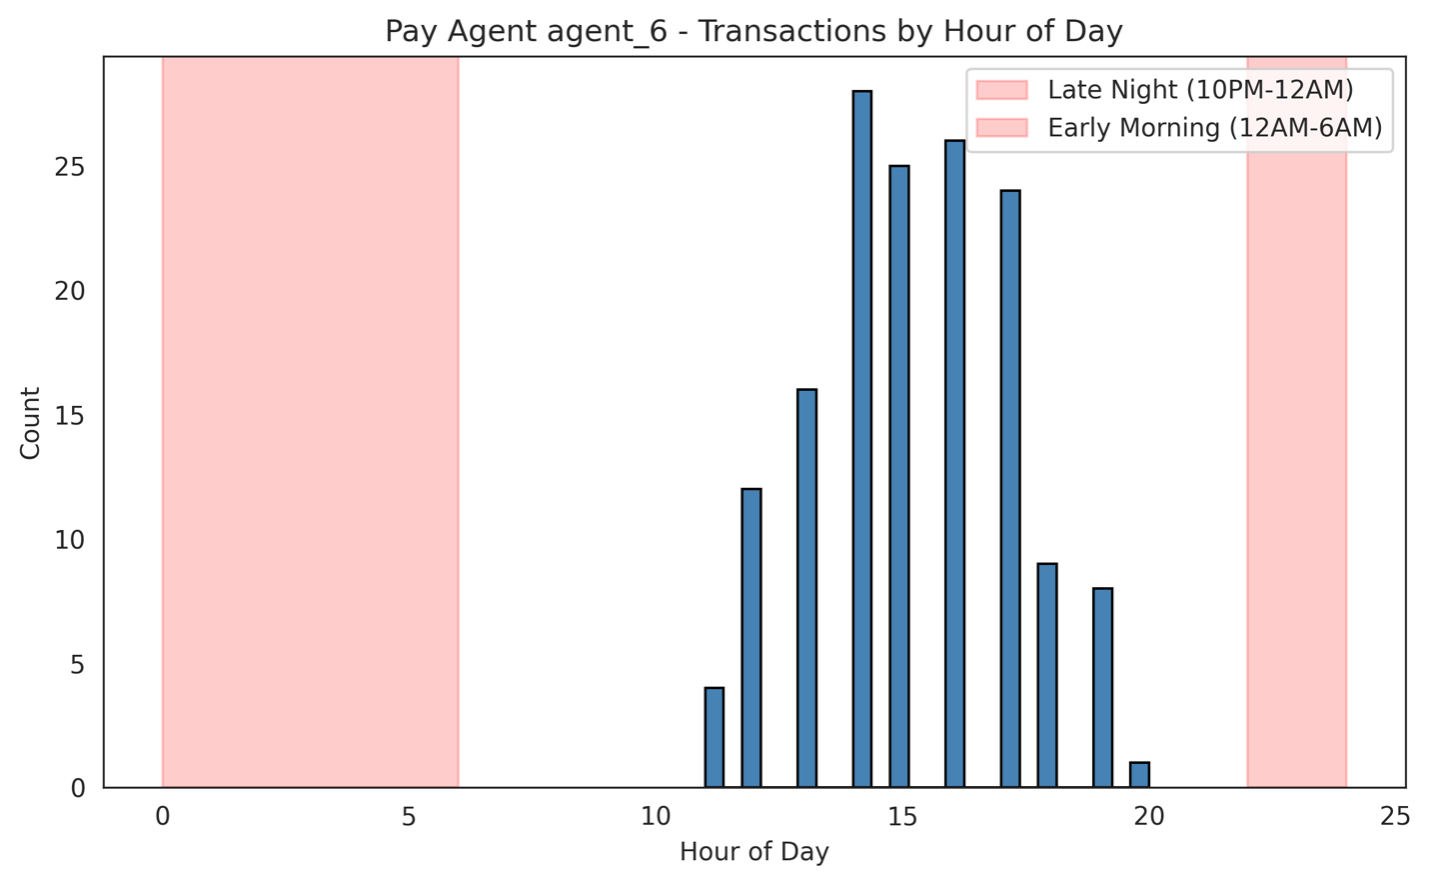 Pay Agent agent_6 - Transactions by Hour of Day
Late Night (10PM-12AM)
Early Morning (12AM-6AM)
Count
25
20
15
10
5
0
0 5 10 15 20 25
Hour of Day